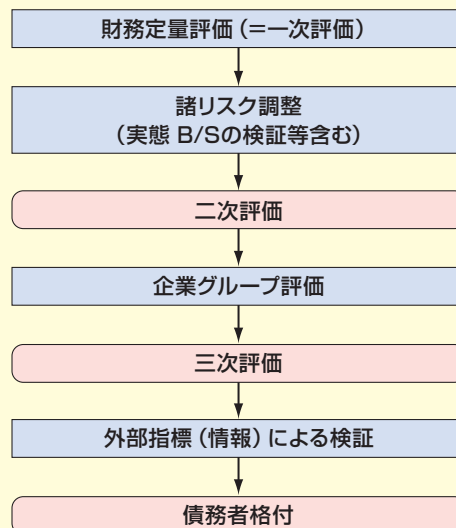 財務定量評価（=一次評価）
諸リスク調整
（実態 B/Sの検証等含む）
二次評価
企業グループ評価
三次評価
外部指標（情報）による検証
債務者格付